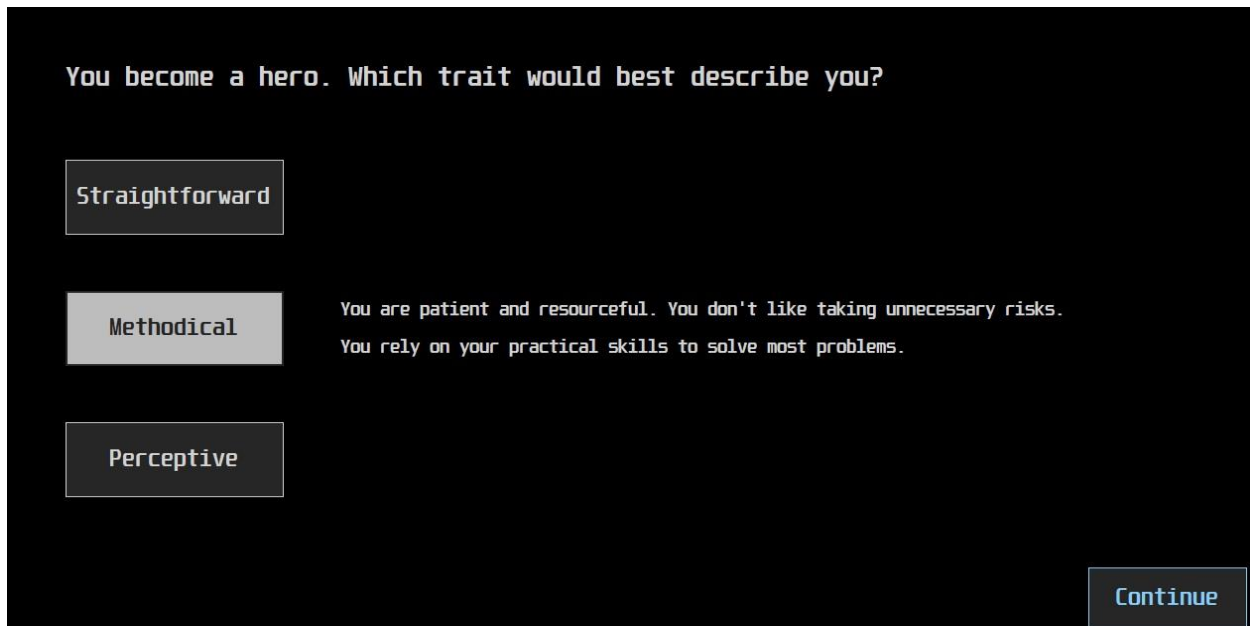 You become a hero. Which trait would best describe you?
Straightforward
Methodical
You are patient and resourceful. You don't like taking unnecessary risks.
You rely on your practical skills to solve most problems.
Perceptive
Continue